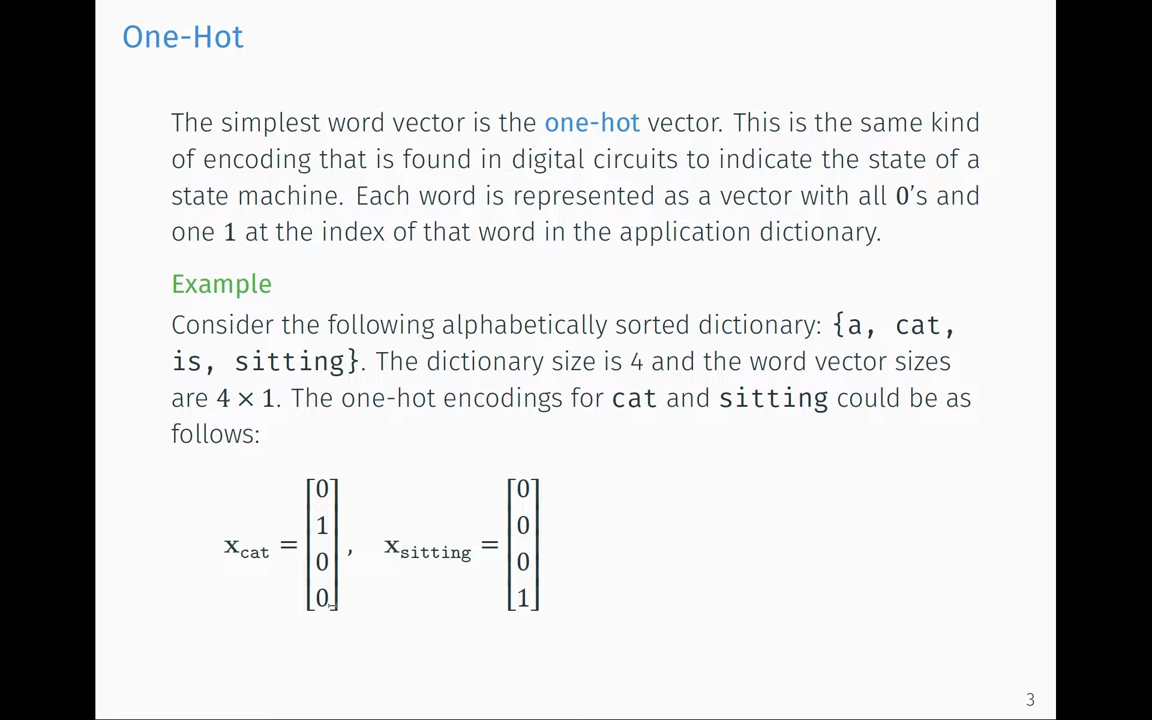 One-Hot
The simplest word vector is the one-hot vector. This is the same kind
of encoding that is found in digital circuits to indicate the state of a
state machine. Each word is represented as a vector with all 0's and
one 1 at the index of that word in the application dictionary.
Example
Consider the following alphabetically sorted dictionary: {a, cat,
is, sitting}. The dictionary size is 4 and the word vector sizes
are 4 × 1. The one-hot encodings for cat and sitting could be as
follows:
x_cat = [0 1 0 0], x_sitting = [0 0 0 1]
3